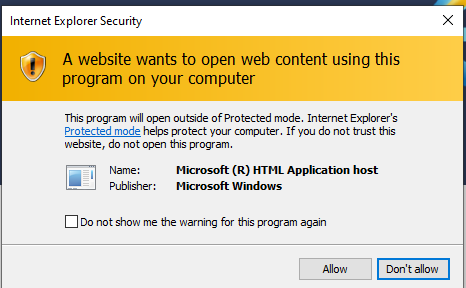 Internet Explorer Security
A website wants to open web content using this
program on your computer
This program will open outside of Protected mode. Internet Explorer's
Protected mode helps protect your computer. If you do not trust this
website, do not open this program.
Name: Microsoft (R) HTML Application host
Publisher: Microsoft Windows
Do not show me the warning for this program again
Allow Don't allow